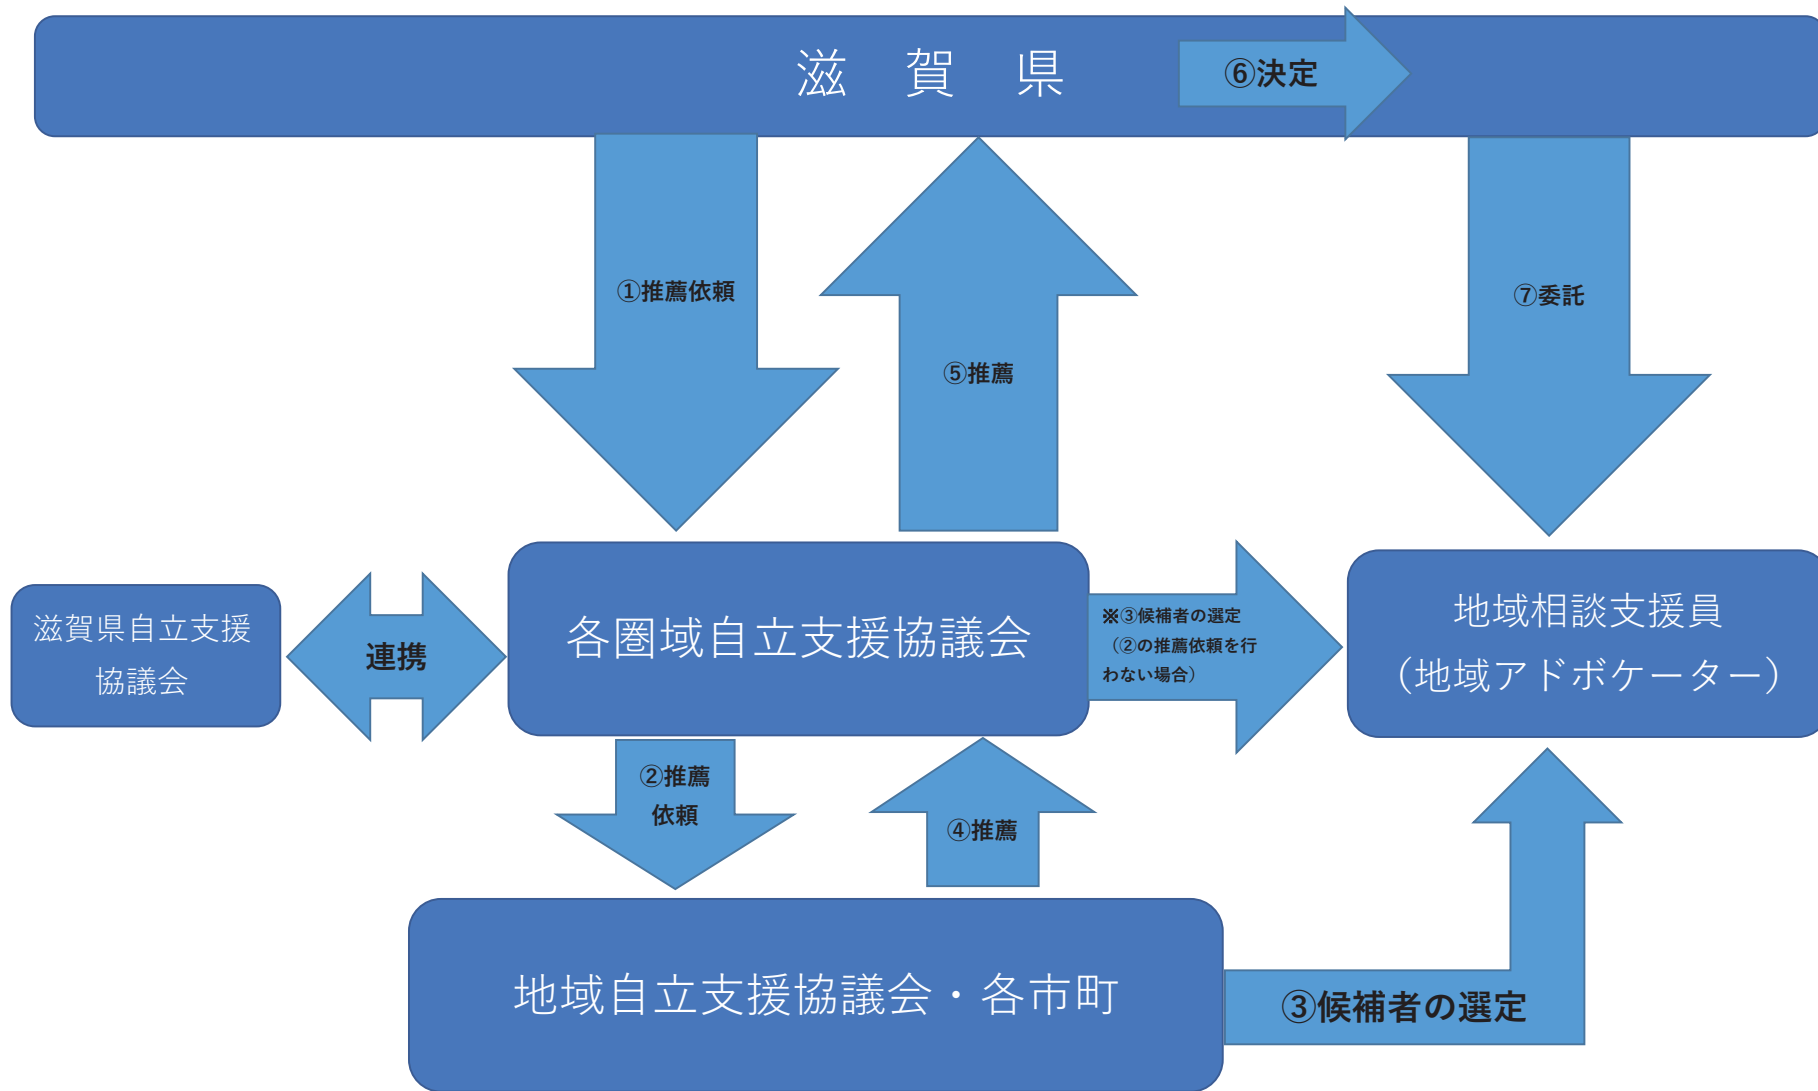 滋　賀　県
⑥決定
①推薦依頼
⑤推薦
⑦委託
滋賀県自立支援
協議会
連携
各圏域自立支援協議会
※③候補者の選定
（②の推薦依頼を行
わない場合）
地域相談支援員
（地域アドボケーター）
②推薦
依頼
④推薦
地域自立支援協議会・各市町
③候補者の選定